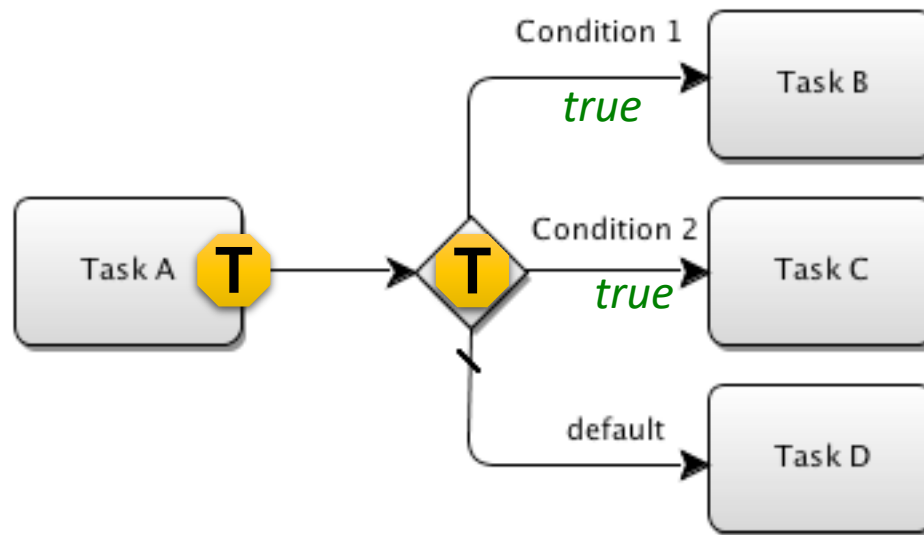 Condition 1
true
Task B
Task A
T
T
Condition 2
true
Task C
default
Task D